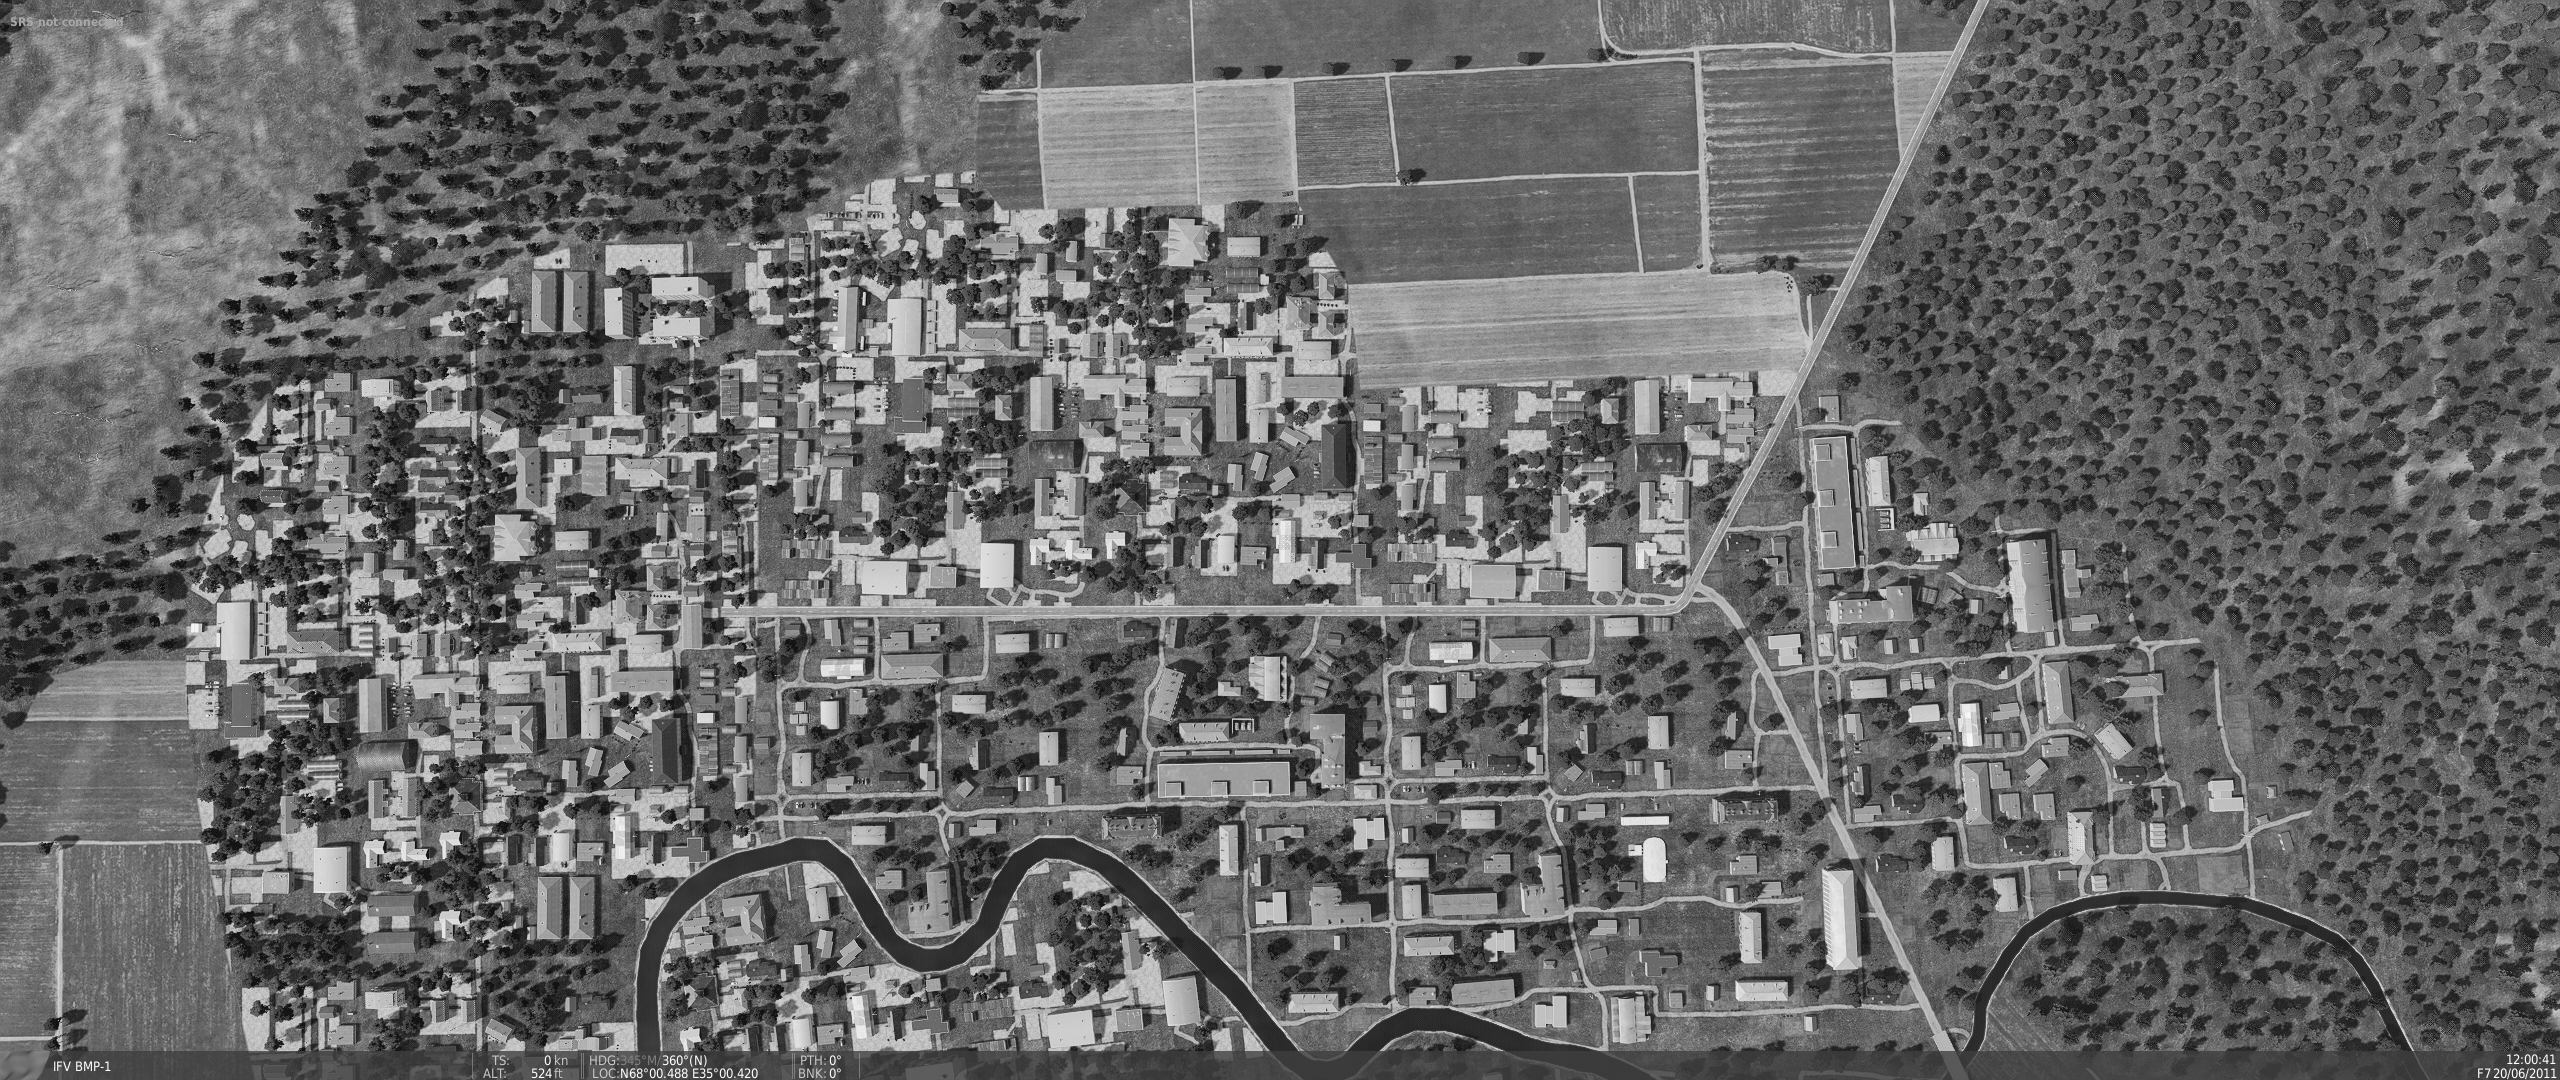 SRS not connected
IFV BMP-1
TS: 0 kn HDG:345°M/360°(N) PTH: 0°
ALT: 524 ft LOC:N68°00.488 E35°00.420 BNK: 0°
12:00:41
F7 20/06/2011